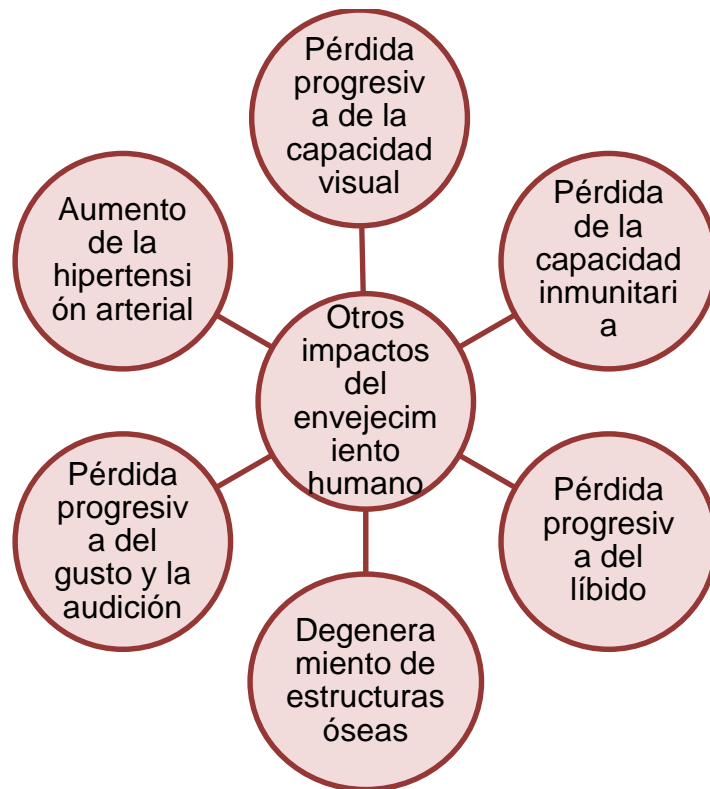 Pérdida
progresiv
a de la
capacidad
visual
Pérdida
de la
capacidad
inmunitari
a
Pérdida
progresiv
a del
líbido
Degenera
miento de
estructuras
óseas
Pérdida
progresiv
a del
gusto y la
audición
Aumento
de la
hipertensi
ón arterial
Otros
impactos
del
envejecim
iento
humano